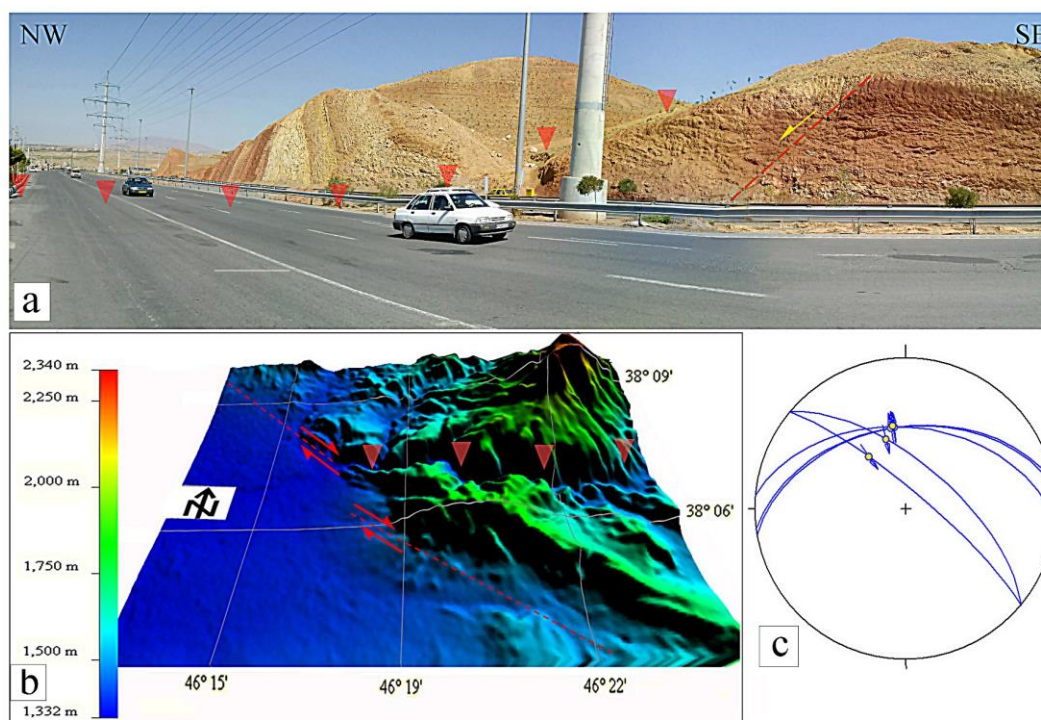 NW
SE
a
2,340 m
2,250 m
2,000 m
1,750 m
1,500 m
1,332 m
38° 09'
38° 06'
N
46° 15'
46° 19'
46° 22'
b
c